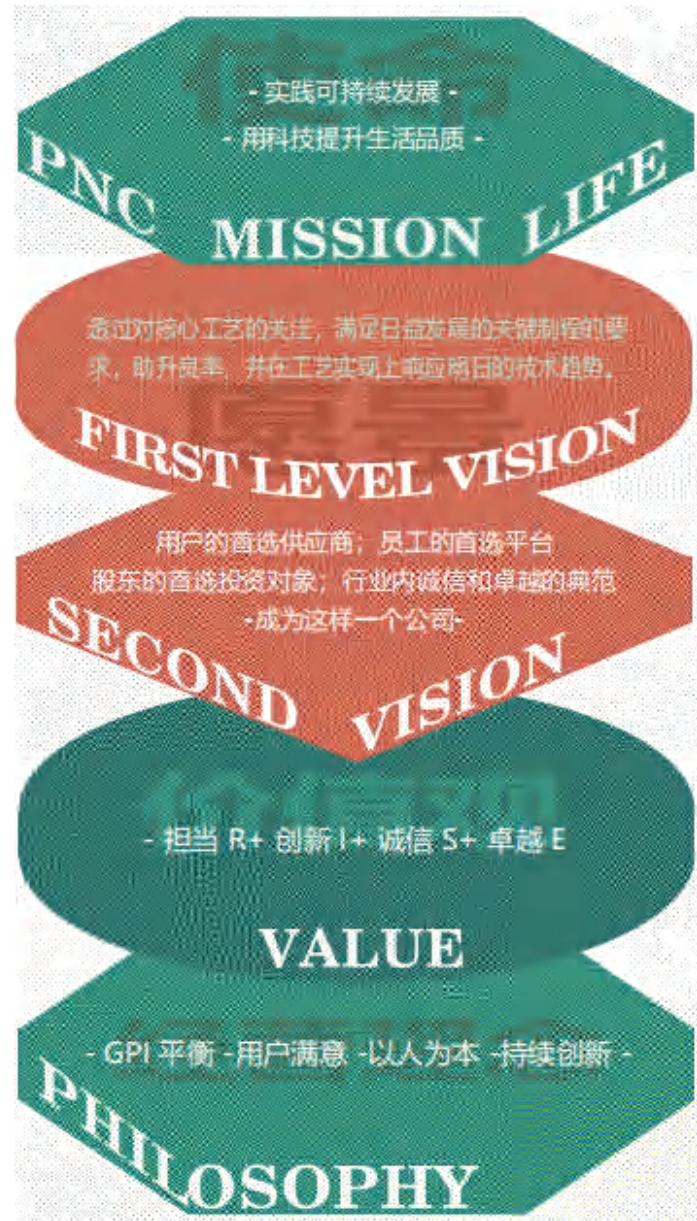 使命
- 实践可持续发展 -
- 用科技提升生活品质 -
PNC MISSION LIFE
透过对核心工艺的关注，满足日益发展的关键制程的要
求，助升良率，并在工艺实现上响应明日的技术趋势。
愿景
FIRST LEVEL VISION
用户的首选供应商；员工的首选平台
股东的首选投资对象；行业内诚信和卓越的典范
-成为这样一个公司-
SECOND VISION
价值观
- 担当 R+ 创新 I+ 诚信 S+ 卓越 E
VALUE
- GPI 平衡 -用户满意 -以人为本 -持续创新 -
PHILOSOPHY